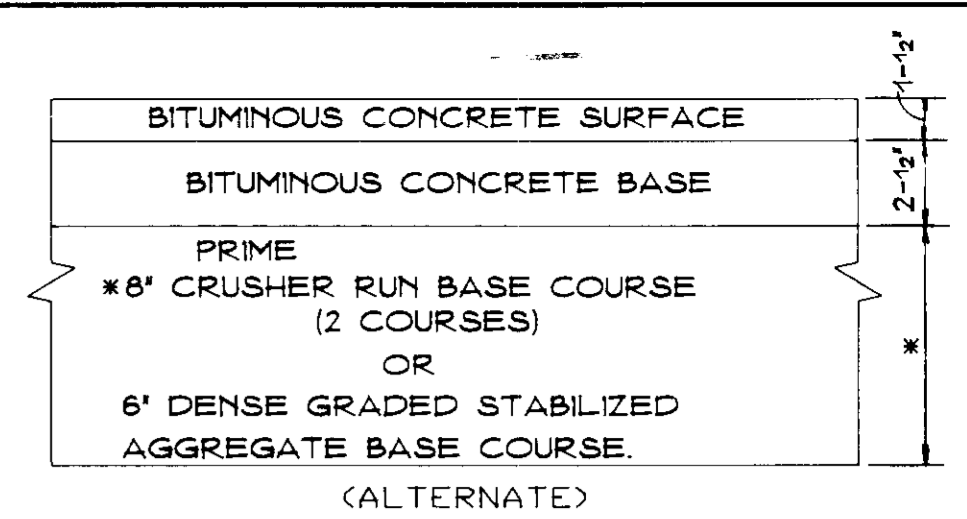 1-1/2"
BITUMINOUS CONCRETE SURFACE
BITUMINOUS CONCRETE BASE
2-1/2"
PRIME
*8" CRUSHER RUN BASE COURSE
(2 COURSES)
OR
*
6" DENSE GRADED STABILIZED
AGGREGATE BASE COURSE.
(ALTERNATE)